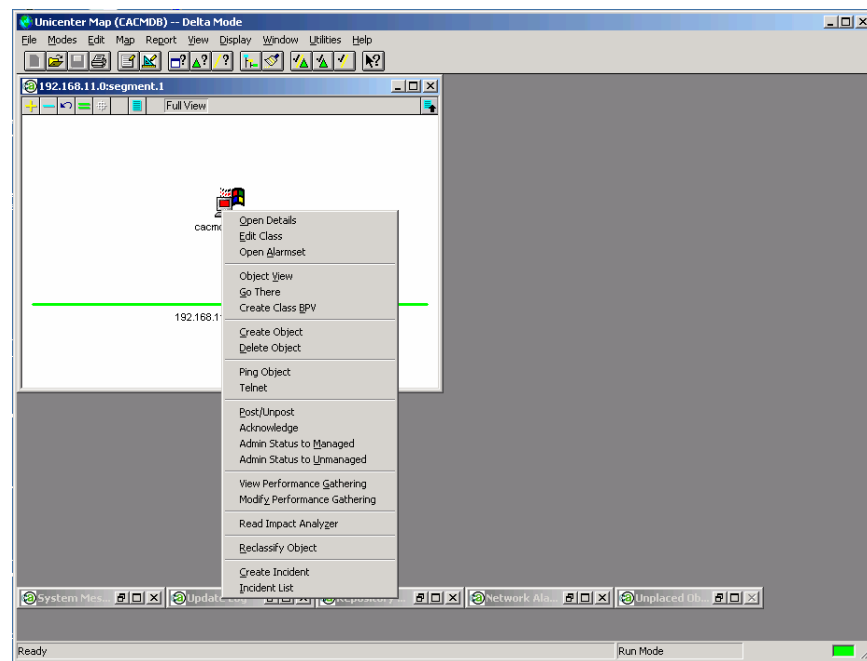 Unicenter Map (CACMDB) -- Delta Mode
File Modes Edit Map Report View Display Window Utilities Help
192.168.11.0:segment.1
Full View
192.168.1
Open Details
Edit Class
Open Alarmset
Object View
Go There
Create Class BPV
Create Object
Delete Object
Ping Object
Telnet
Post/Unpost
Acknowledge
Admin Status to Managed
Admin Status to Unmanaged
View Performance Gathering
Modify Performance Gathering
Read Impact Analyzer
Reclassify Object
Create Incident
Incident List
System Mes... Network Ala... Unplaced Ob...
Ready Run Mode